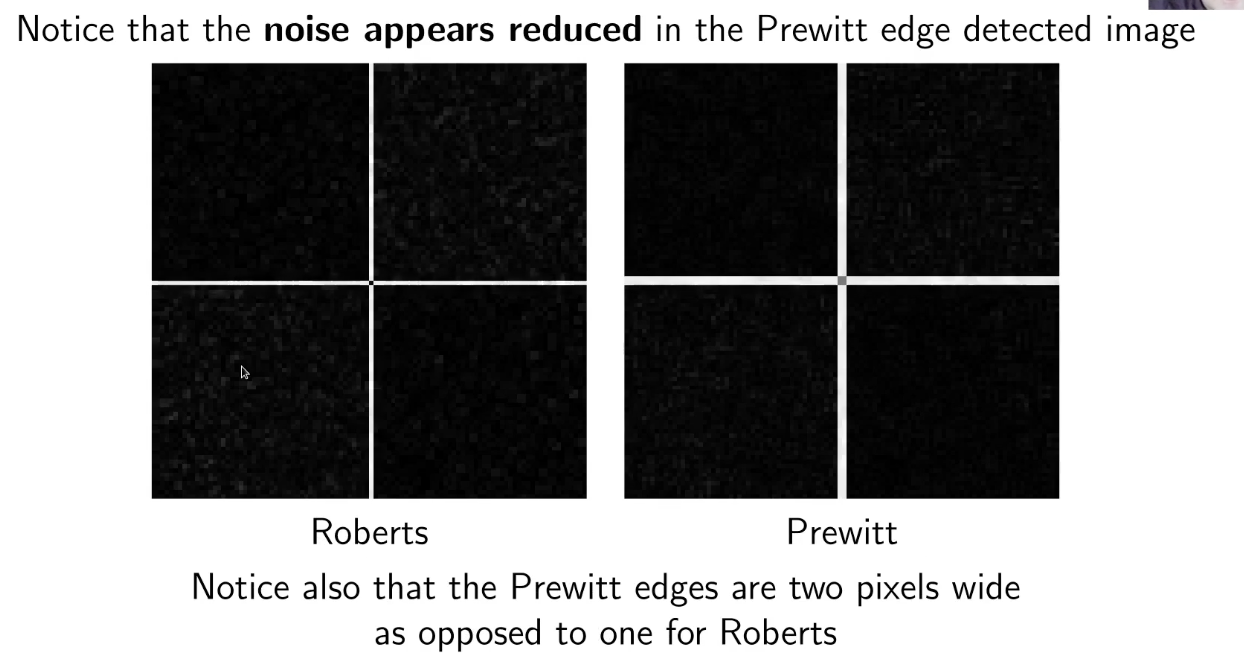 Notice that the noise appears reduced in the Prewitt edge detected image
Roberts
Prewitt
Notice also that the Prewitt edges are two pixels wide
as opposed to one for Roberts